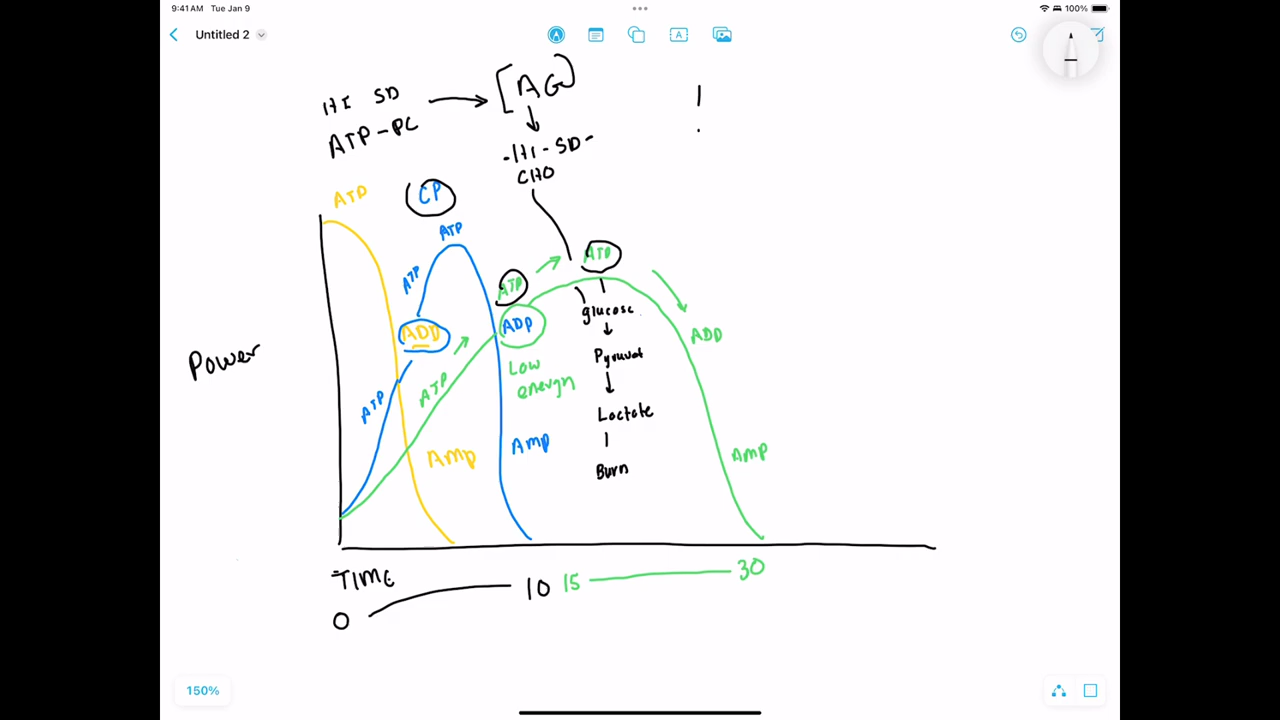 9:41 AM Tue Jan 9
100%
Untitled 2
HI SD
ATP-PC
[AG]
-HI-SD-
CHO
!
ATP
CP
ATP
ATP
ATP
ATP
ADP
ADP
ATP
ATP
Low
energy
AMP
AMP
glucose
Pyruvat
Lactate
Burn
ADP
AMP
Power
TIME
0
10
15
30
150%